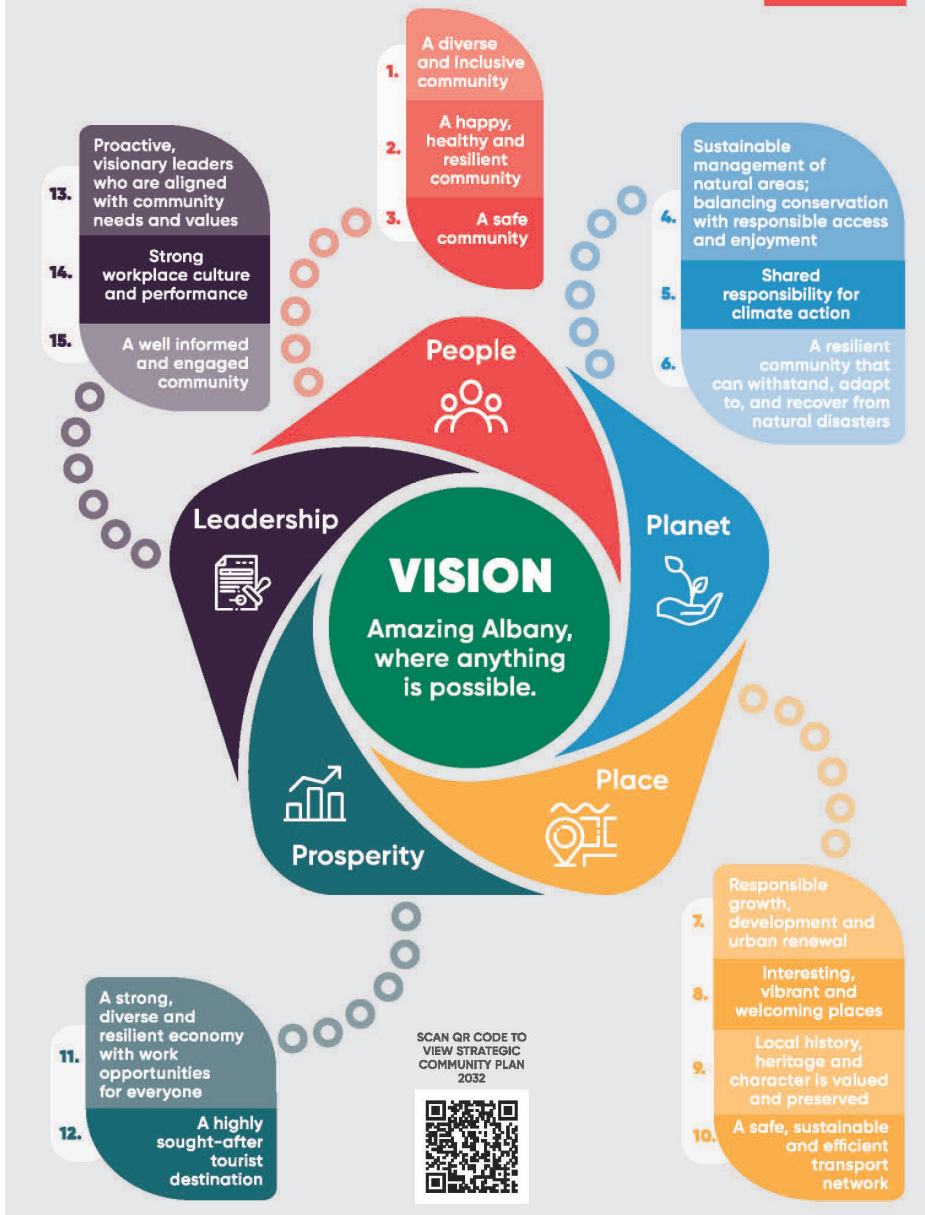 1.
A diverse
and inclusive
community
2.
A happy,
healthy and
resilient
community
3.
A safe
community
13.
Proactive,
visionary leaders
who are aligned
with community
needs and values
14.
Strong
workplace culture
and performance
15.
A well informed
and engaged
community
4.
Sustainable
management of
natural areas;
balancing conservation
with responsible access
and enjoyment
5.
Shared
responsibility for
climate action
6.
A resilient
community that
can withstand, adapt
to, and recover from
natural disasters
People
Leadership
Planet
VISION
Amazing Albany,
where anything
is possible.
Place
Prosperity
7.
Responsible
growth,
development and
urban renewal
8.
Interesting,
vibrant and
welcoming places
9.
Local history,
heritage and
character is valued
and preserved
10.
A safe, sustainable
and efficient
transport
network
11.
A strong,
diverse and
resilient economy
with work
opportunities
for everyone
12.
A highly
sought-after
tourist
destination
SCAN QR CODE TO
VIEW STRATEGIC
COMMUNITY PLAN
2032